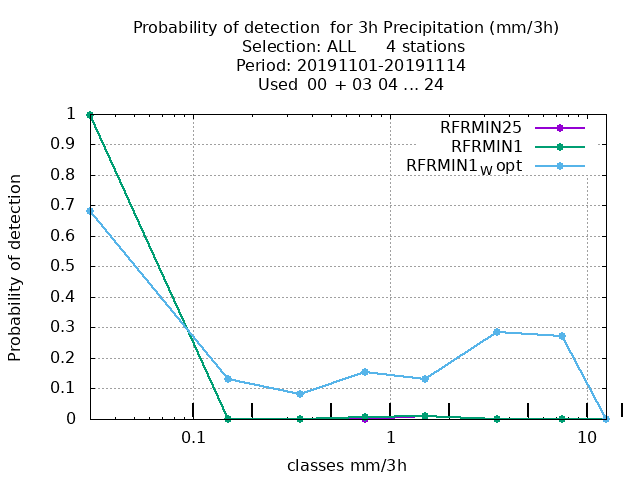 Probability of detection for 3h Precipitation (mm/3h)
Selection: ALL 4 stations
Period: 20191101-20191114
Used 00 + 03 04 ... 24
RFRMIN25
RFRMIN1
RFRMIN1W opt
Probability of detection
1
0.9
0.8
0.7
0.6
0.5
0.4
0.3
0.2
0.1
0
0.1 1 10
classes mm/3h